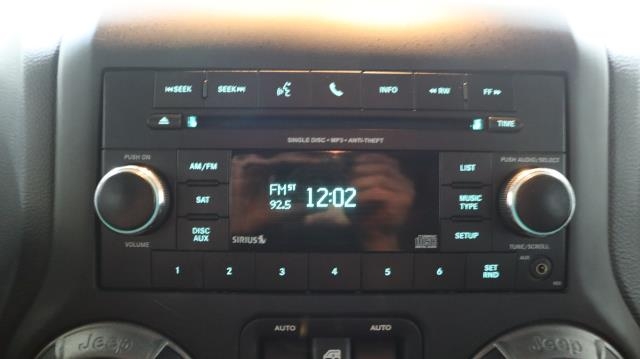 ⏮SEEK SEEK⏭ INFO ◀◀ RW FF ▶▶
TIME
SINGLE DISC • MP3 • ANTI-THEFT
PUSH ON
PUSH AUDIO/SELECT
AM/FM
LIST
SAT
FM ST
12:02
92.5
MUSIC
TYPE
DISC
AUX
SIRIUS
SETUP
VOLUME
TUNE/SCROLL
AUX
1 2 3 4 5 6 SET
RND
AUTO AUTO
Jeep Jeep